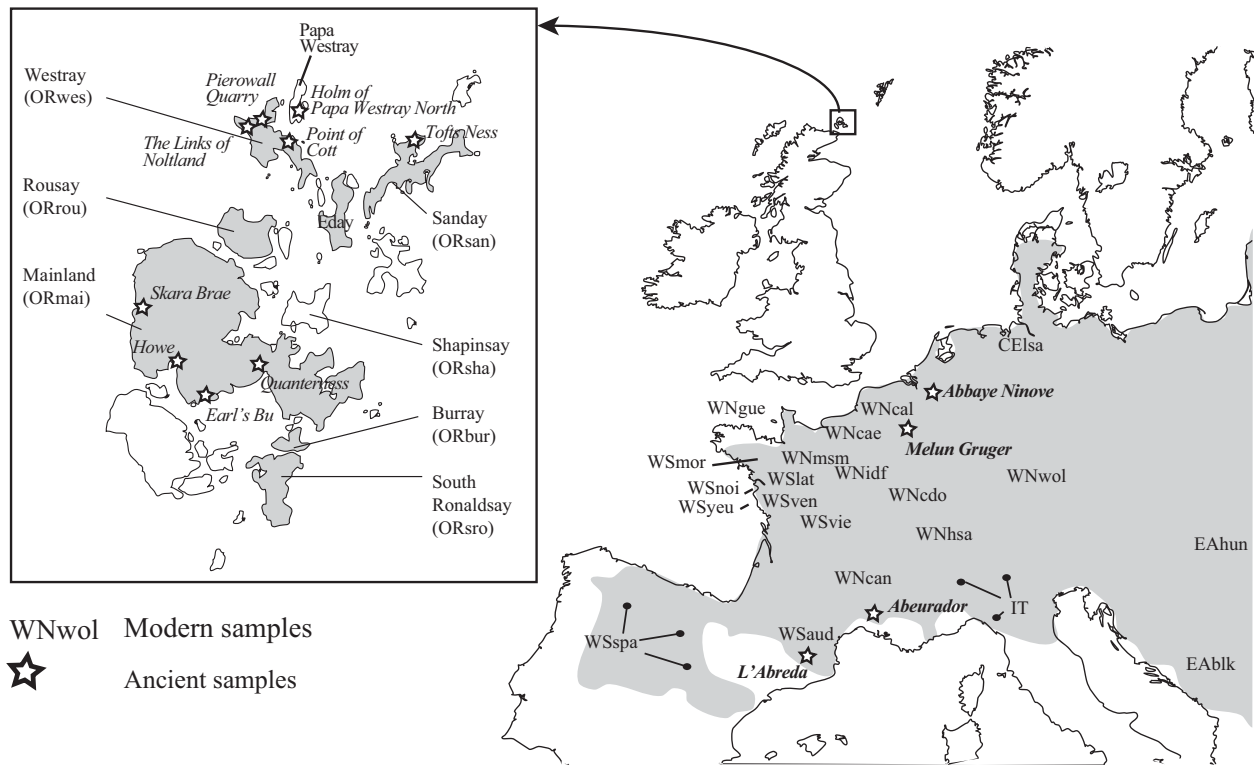 Papa
Westray
Westray
(ORwes)
Pierowall
Quarry
Holm of
Papa Westray North
The Links of
Noltland
Point of
Cott
Tofts Ness
Rousay
(ORrou)
Eday
Sanday
(ORsan)
Mainland
(ORmai)
Skara Brae
Howe
Shapinsay
(ORsha)
Quanterness
Earl's Bu
Burray
(ORbur)
South
Ronaldsay
(ORsro)
WNwol Modern samples
Ancient samples
CElsa
Abbaye Ninove
WNgue
WNcal
WNcae
Melun Gruger
WSmor
WNmsm
WNidf
WNwol
WSlat
WSnoi
WSyeu
WSven
WNcdo
WSvie
WNhsa
EAhun
WNcan
Abeurador
IT
WSspa
WSaud
L'Abreda
EAblk